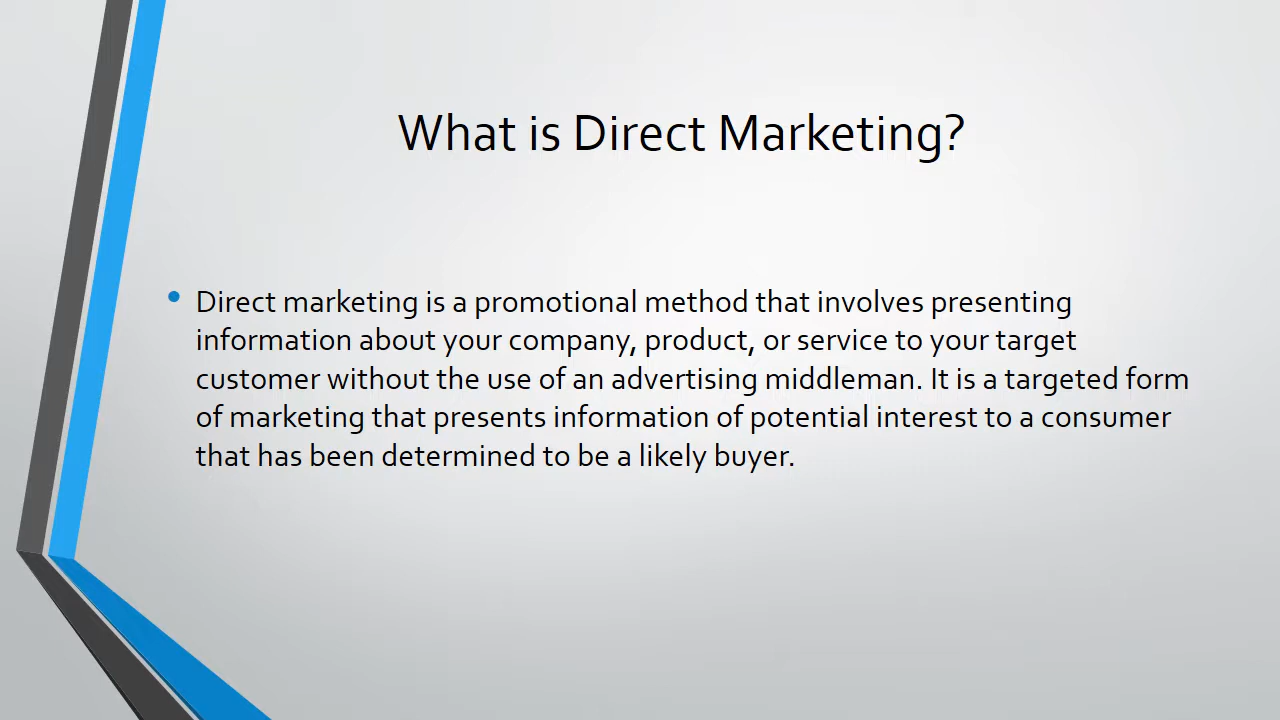 What is Direct Marketing?
• Direct marketing is a promotional method that involves presenting
information about your company, product, or service to your target
customer without the use of an advertising middleman. It is a targeted form
of marketing that presents information of potential interest to a consumer
that has been determined to be a likely buyer.